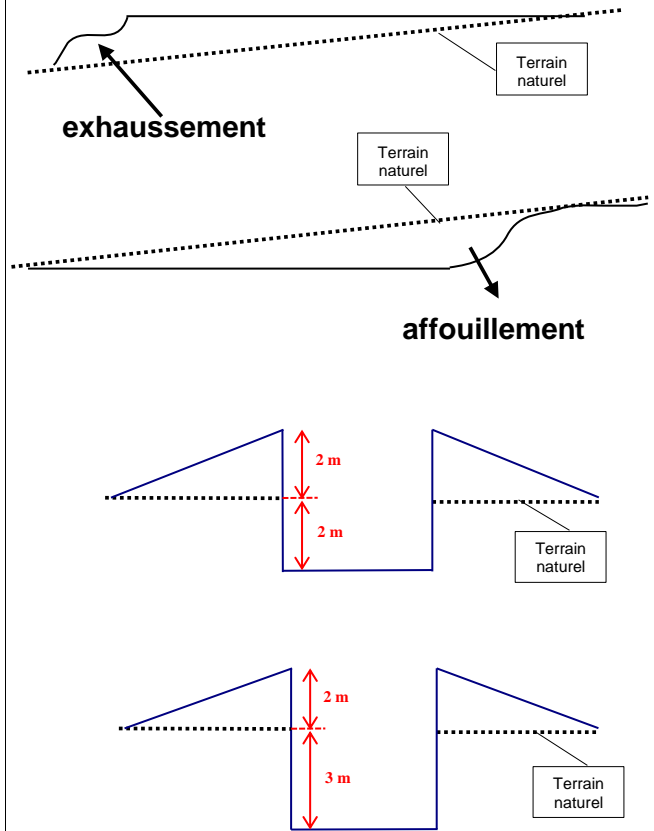 Terrain
naturel
exhaussement
Terrain
naturel
affouillement
2 m
2 m
Terrain
naturel
2 m
3 m
Terrain
naturel